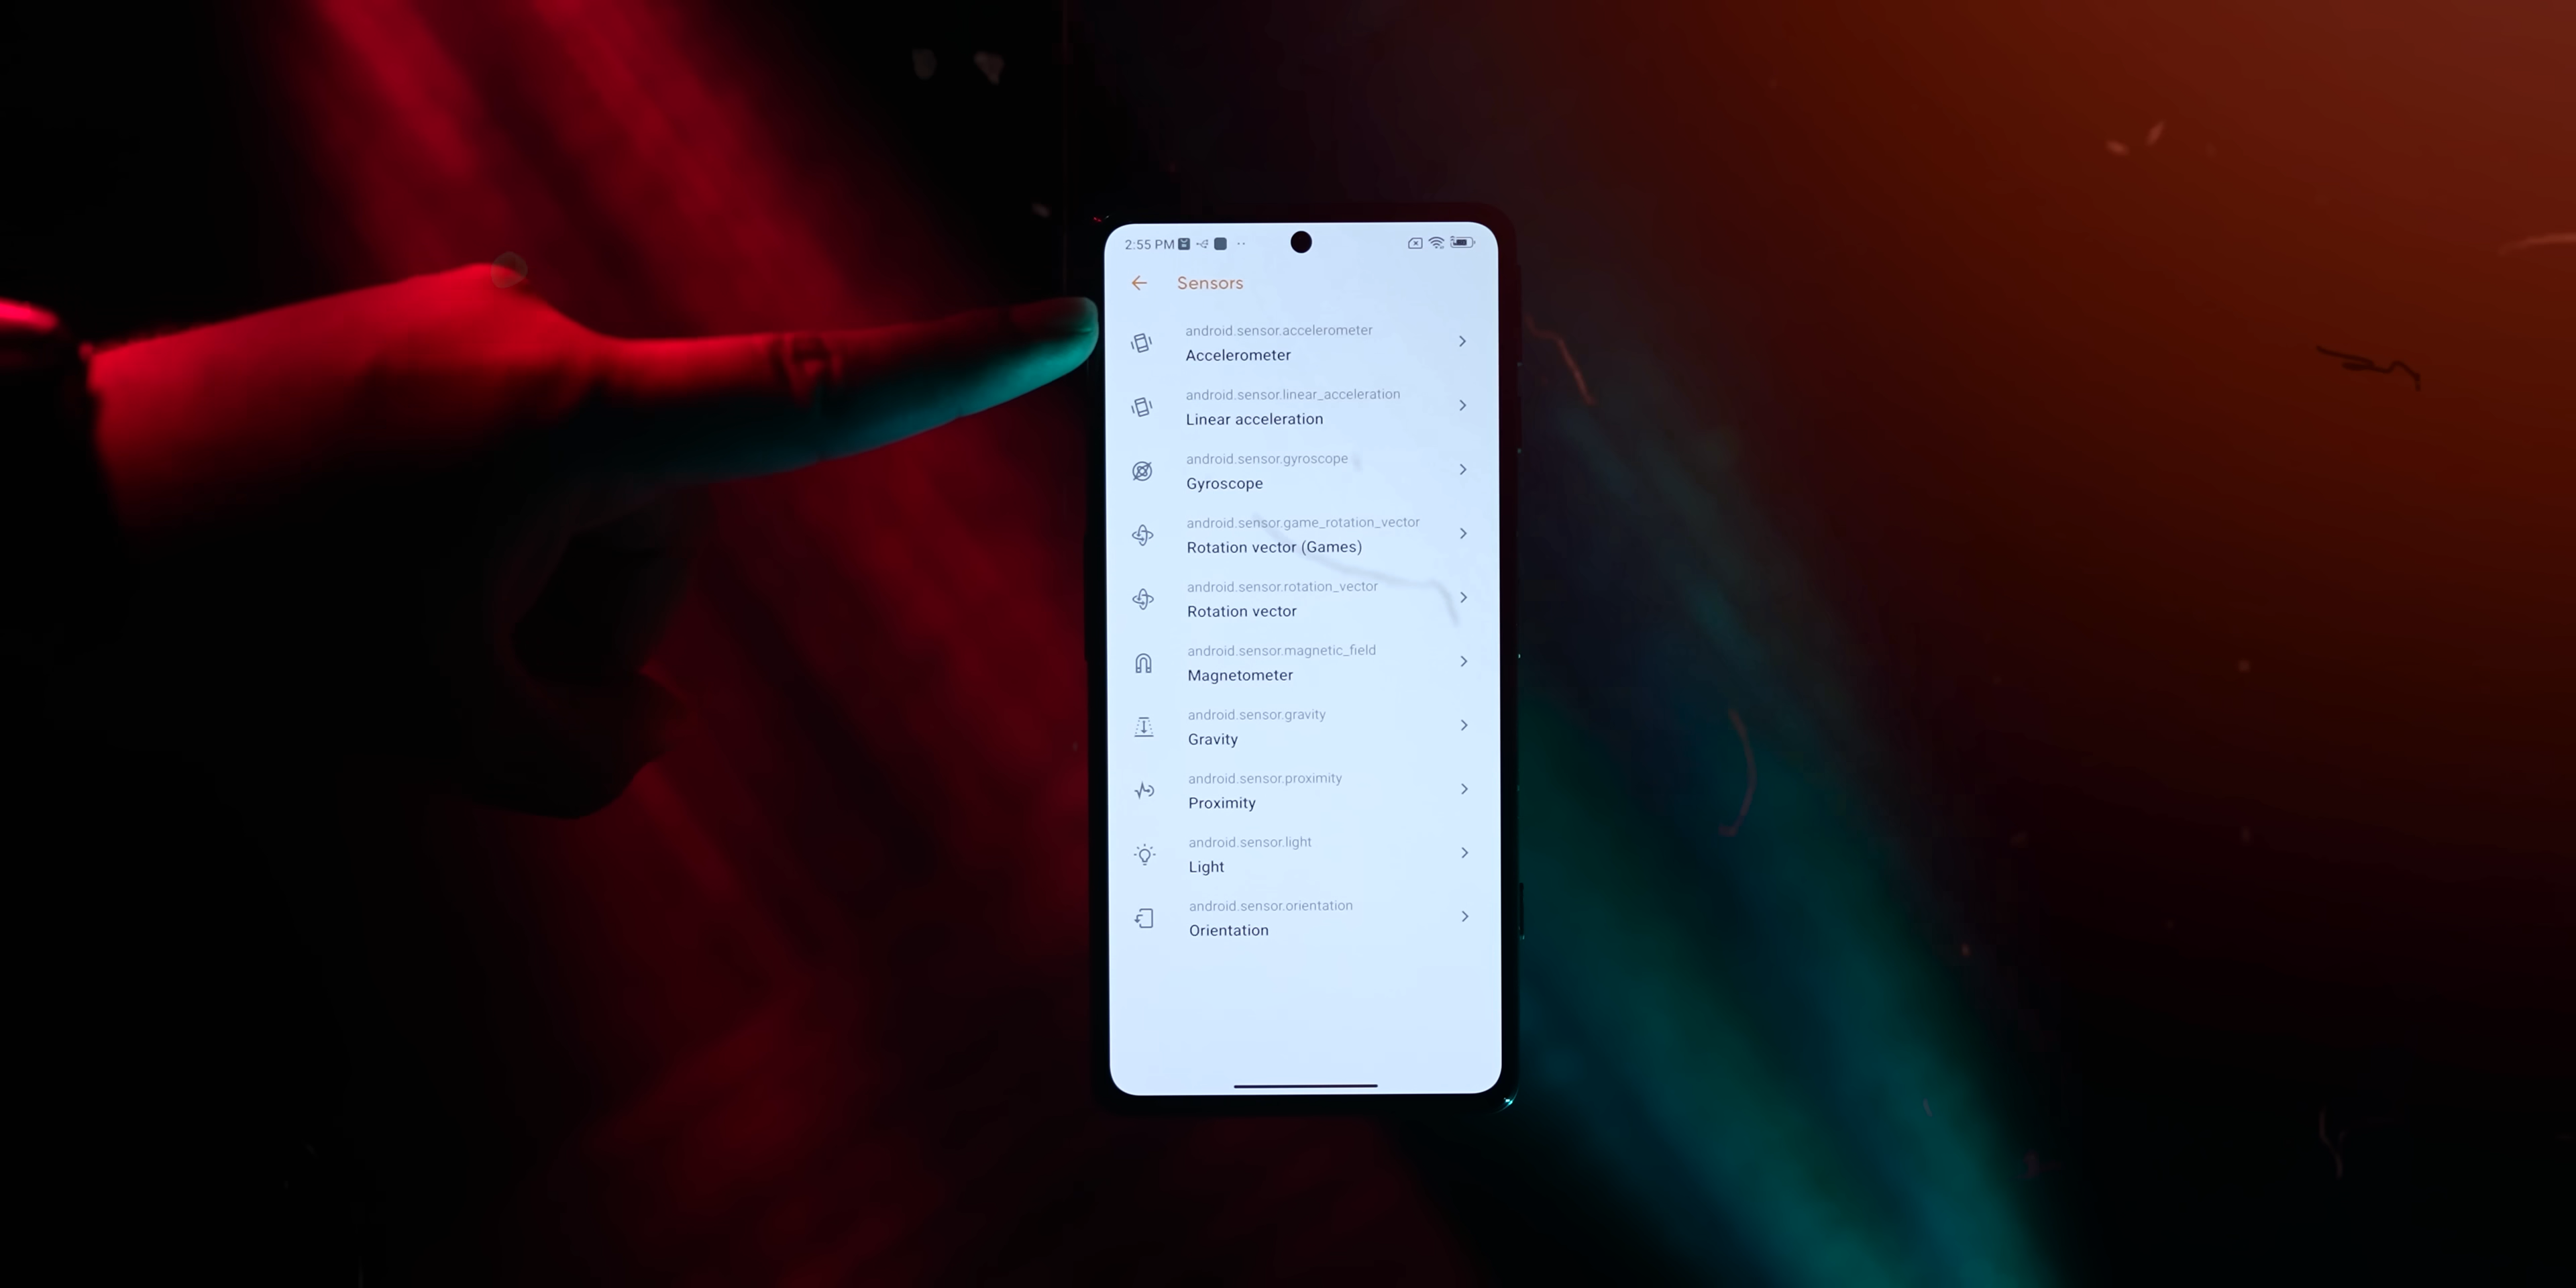 2:55 PM
Sensors
android.sensor.accelerometer
Accelerometer
android.sensor.linear_acceleration
Linear acceleration
android.sensor.gyroscope
Gyroscope
android.sensor.game_rotation_vector
Rotation vector (Games)
android.sensor.rotation_vector
Rotation vector
android.sensor.magnetic_field
Magnetometer
android.sensor.gravity
Gravity
android.sensor.proximity
Proximity
android.sensor.light
Light
android.sensor.orientation
Orientation